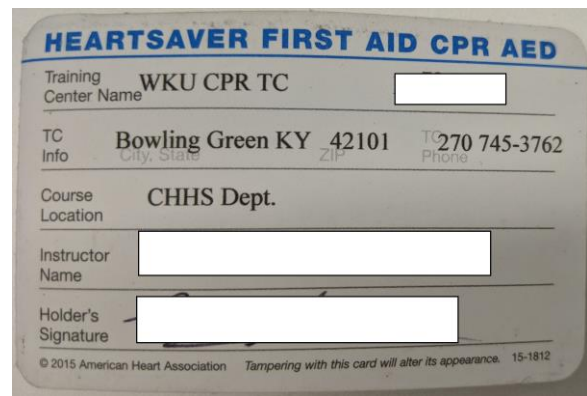 HEARTSAVER FIRST AID CPR AED
Training Center Name WKU CPR TC
TC Info Bowling Green KY 42101 270 745-3762
City, State ZIP TC Phone
Course Location CHHS Dept.
Instructor Name
Holder's Signature
© 2015 American Heart Association Tampering with this card will alter its appearance. 15-1812